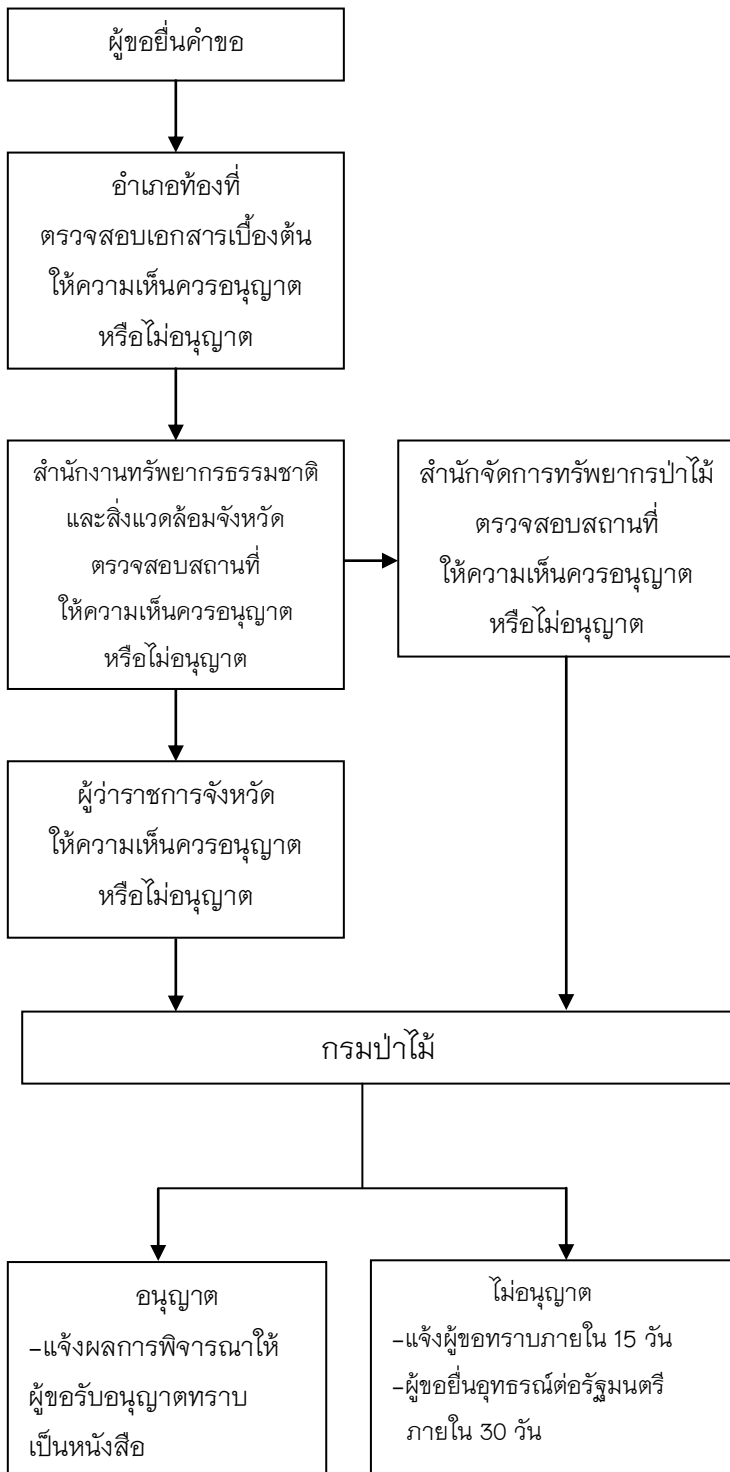 ผู้ขอยื่นคำขอ
อำเภอท้องที่
ตรวจสอบเอกสารเบื้องต้น
ให้ความเห็นควรอนุญาต
หรือไม่อนุญาต
สำนักงานทรัพยากรธรรมชาติ
และสิ่งแวดล้อมจังหวัด
ตรวจสอบสถานที่
ให้ความเห็นควรอนุญาต
หรือไม่อนุญาต
สำนักจัดการทรัพยากรป่าไม้
ตรวจสอบสถานที่
ให้ความเห็นควรอนุญาต
หรือไม่อนุญาต
ผู้ว่าราชการจังหวัด
ให้ความเห็นควรอนุญาต
หรือไม่อนุญาต
กรมป่าไม้
อนุญาต
-แจ้งผลการพิจารณาให้
ผู้ขอรับอนุญาตทราบ
เป็นหนังสือ
ไม่อนุญาต
-แจ้งผู้ขอทราบภายใน 15 วัน
-ผู้ขอยื่นอุทธรณ์ต่อรัฐมนตรี
ภายใน 30 วัน